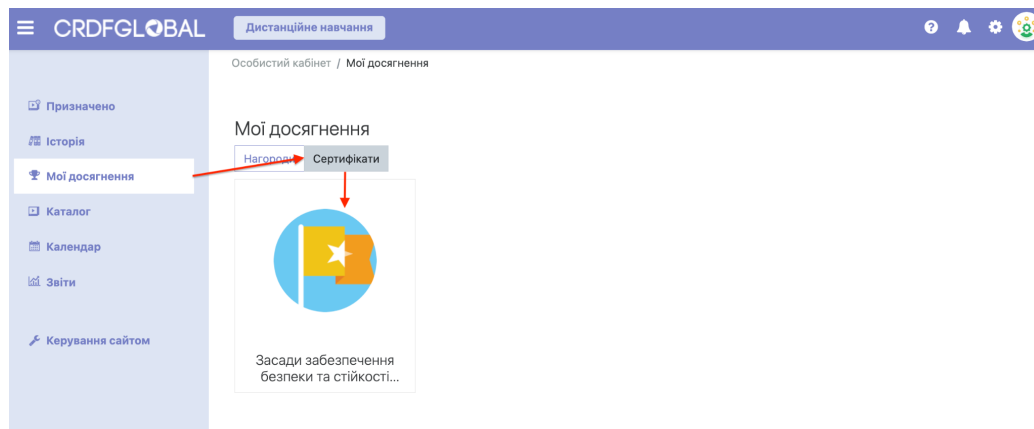 CRDFGLOBAL
Дистанційне навчання
Особистий кабінет / Мої досягнення
Призначено
Історія
Мої досягнення
Каталог
Календар
Звіти
Керування сайтом
Мої досягнення
Нагороди Сертифікати
Засади забезпечення
безпеки та стійкості...